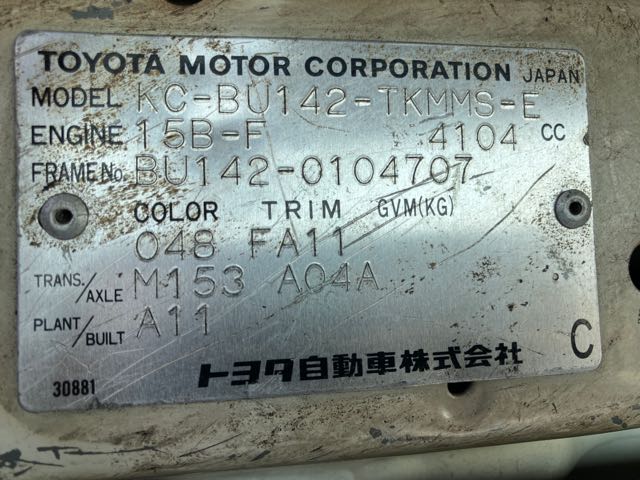 TOYOTA MOTOR CORPORATION JAPAN
MODEL KC-BU142-TKMMS-E
ENGINE 15B-F 4104 CC
FRAME No. BU142-0104707
COLOR TRIM GVM(KG)
048 FA11
TRANS./AXLE M153 A04A
PLANT/BUILT A11
C
トヨタ自動車株式会社
30881